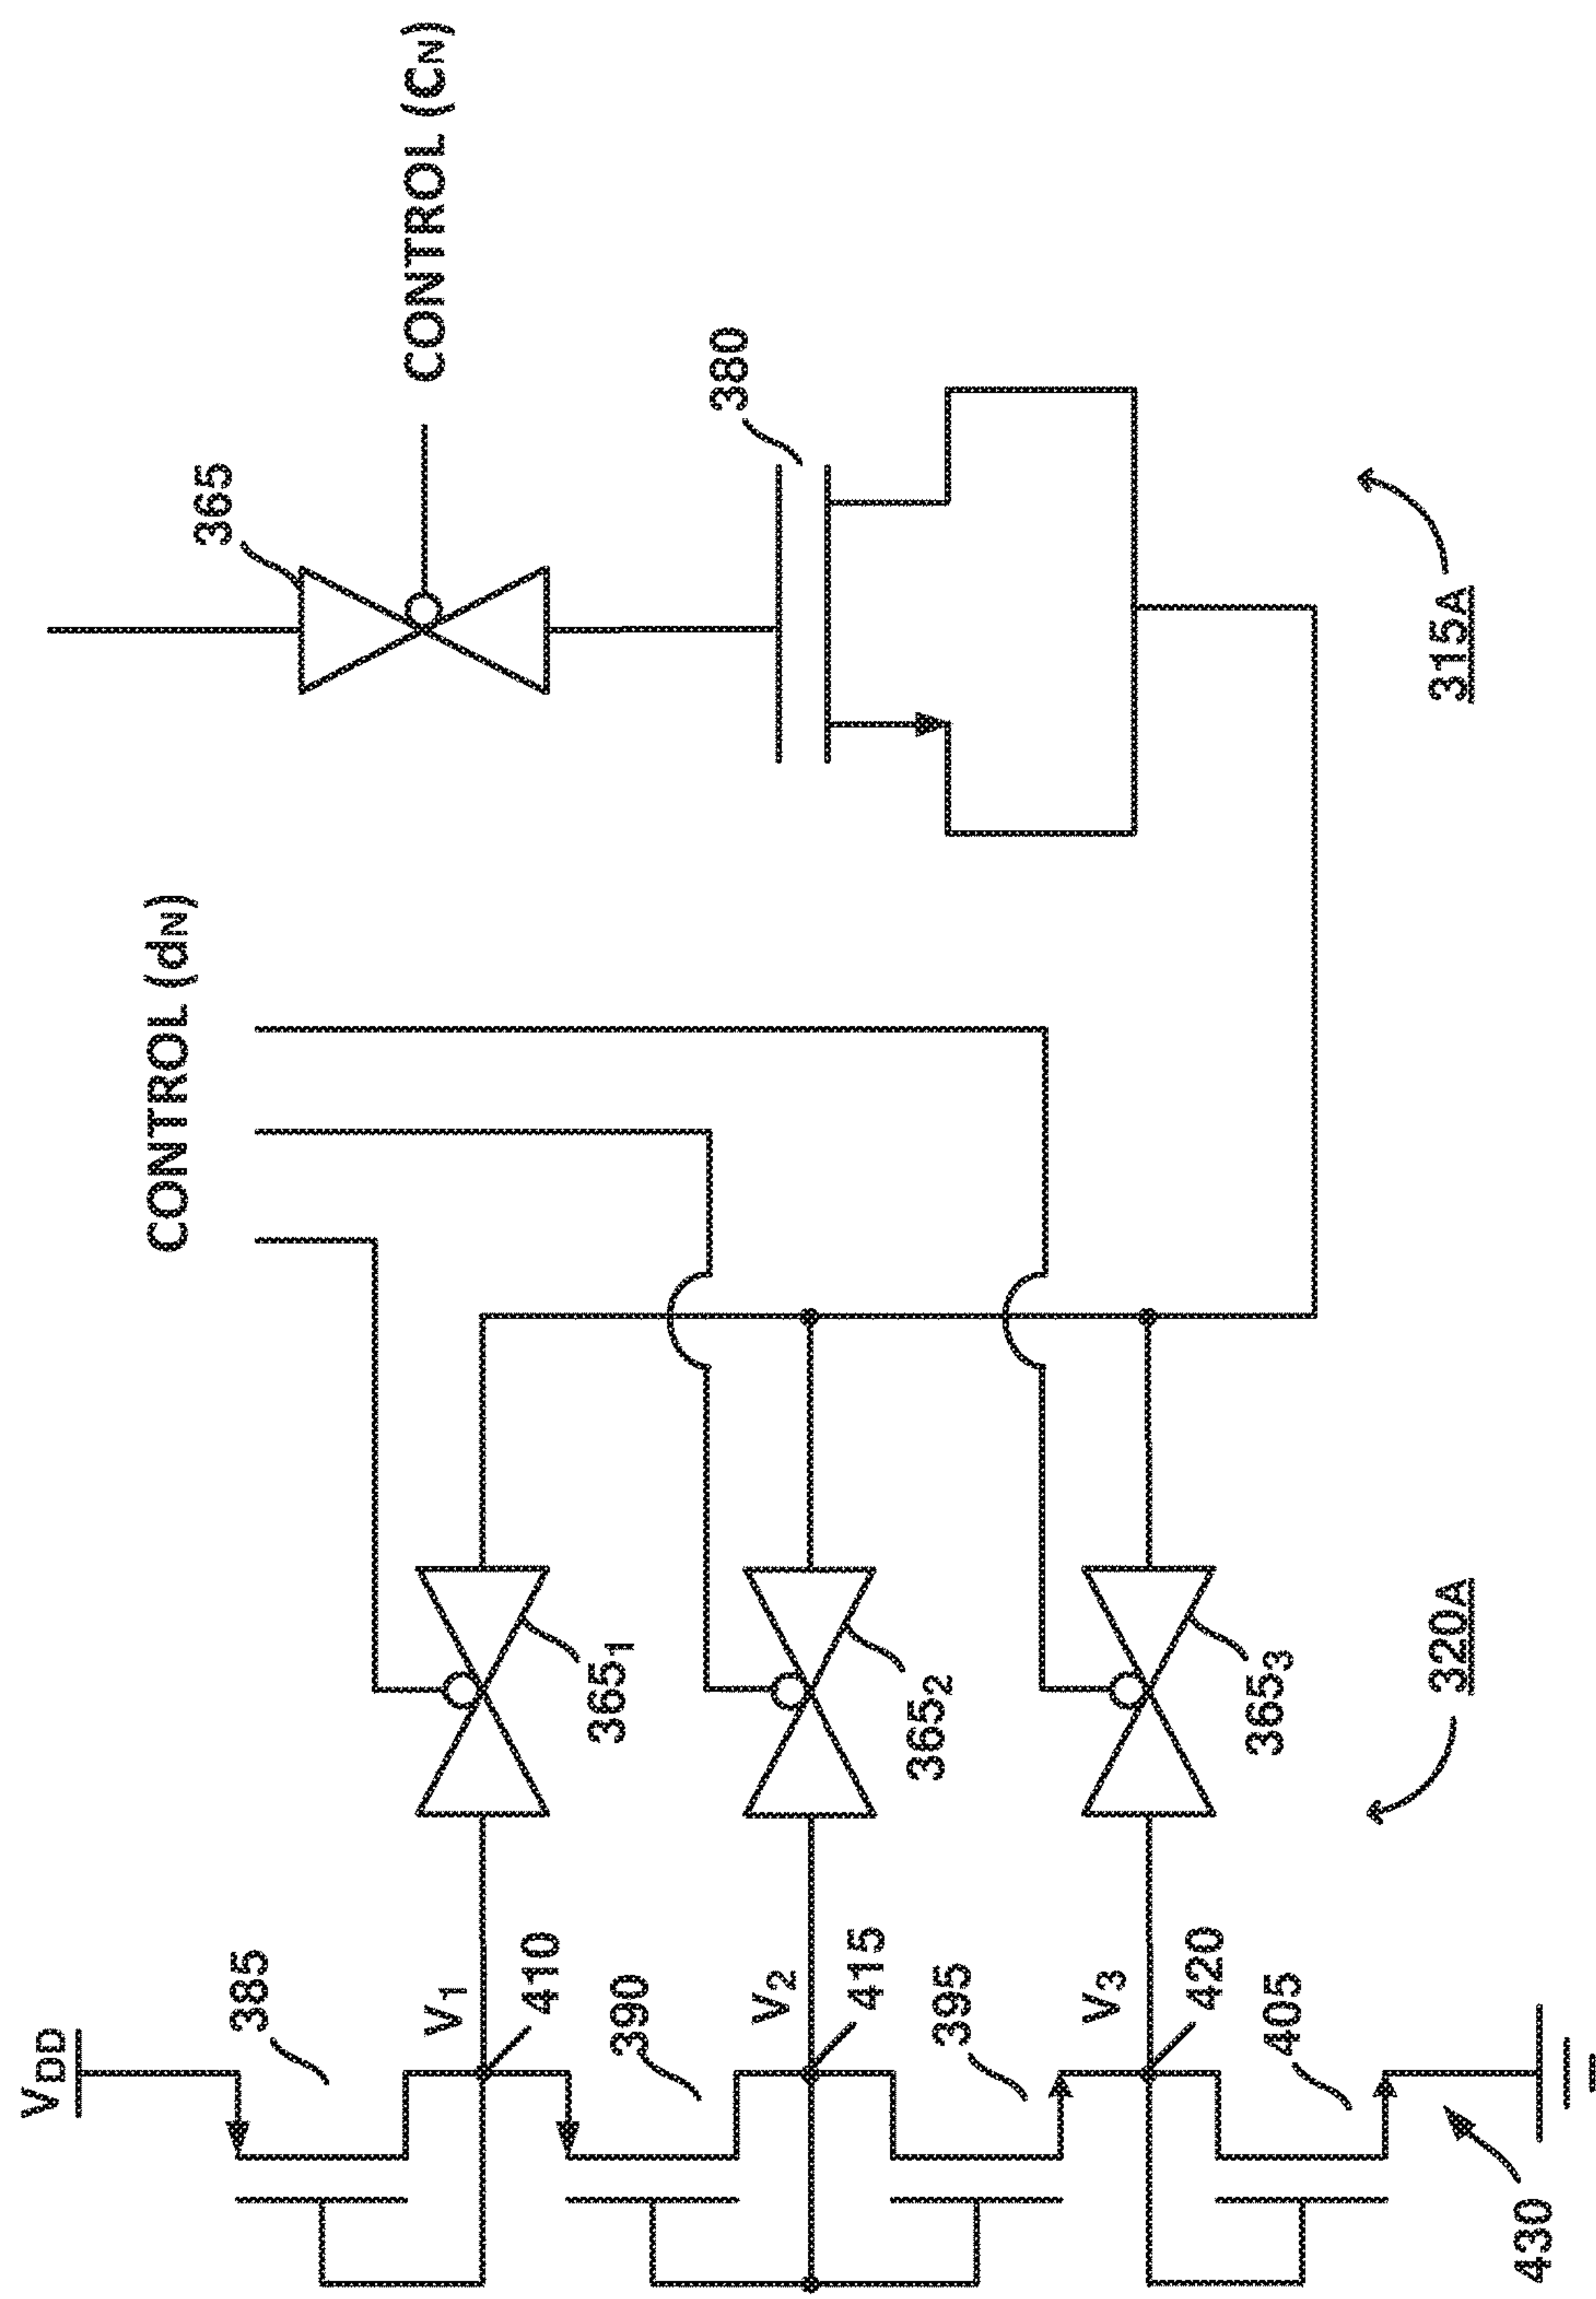 CONTROL (CN)
365
380
315A
CONTROL (dN)
365₁
365₂
365₃
320A
VDD
385
V₁
410
390
V₂
415
395
V₃
420
405
430